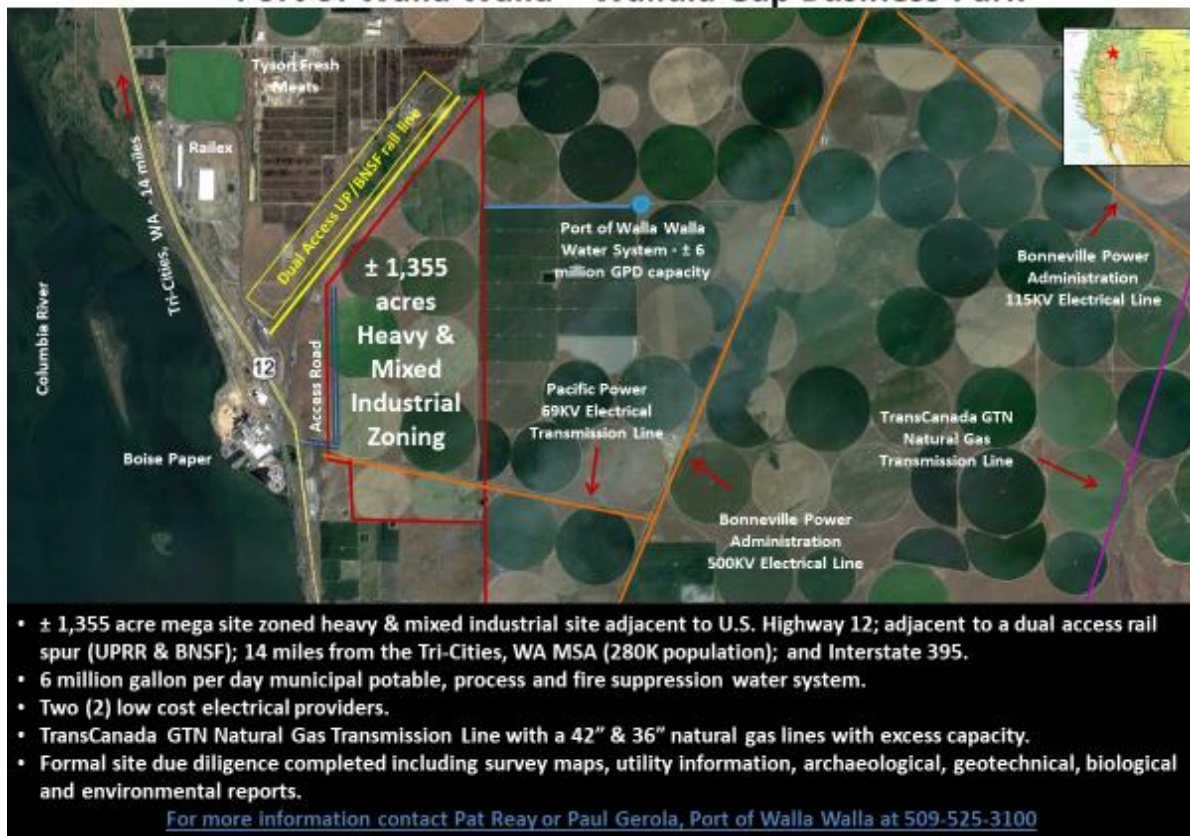 Port of Walla Walla - Wallula Gap Business Park
Tyson Fresh
Meats
Railex
Tri-Cities, WA - 14 miles
Dual Access UP/BNSF rail line
Columbia River
12
Access Road
Boise Paper
± 1,355
acres
Heavy &
Mixed
Industrial
Zoning
Port of Walla Walla
Water System - ± 6
million GPD capacity
Bonneville Power
Administration
115KV Electrical Line
Pacific Power
69KV Electrical
Transmission Line
TransCanada GTN
Natural Gas
Transmission Line
Bonneville Power
Administration
500KV Electrical Line
• ± 1,355 acre mega site zoned heavy & mixed industrial site adjacent to U.S. Highway 12; adjacent to a dual access rail
spur (UPRR & BNSF); 14 miles from the Tri-Cities, WA MSA (280K population); and Interstate 395.
• 6 million gallon per day municipal potable, process and fire suppression water system.
• Two (2) low cost electrical providers.
• TransCanada GTN Natural Gas Transmission Line with a 42” & 36” natural gas lines with excess capacity.
• Formal site due diligence completed including survey maps, utility information, archaeological, geotechnical, biological
and environmental reports.
For more information contact Pat Reay or Paul Gerola, Port of Walla Walla at 509-525-3100